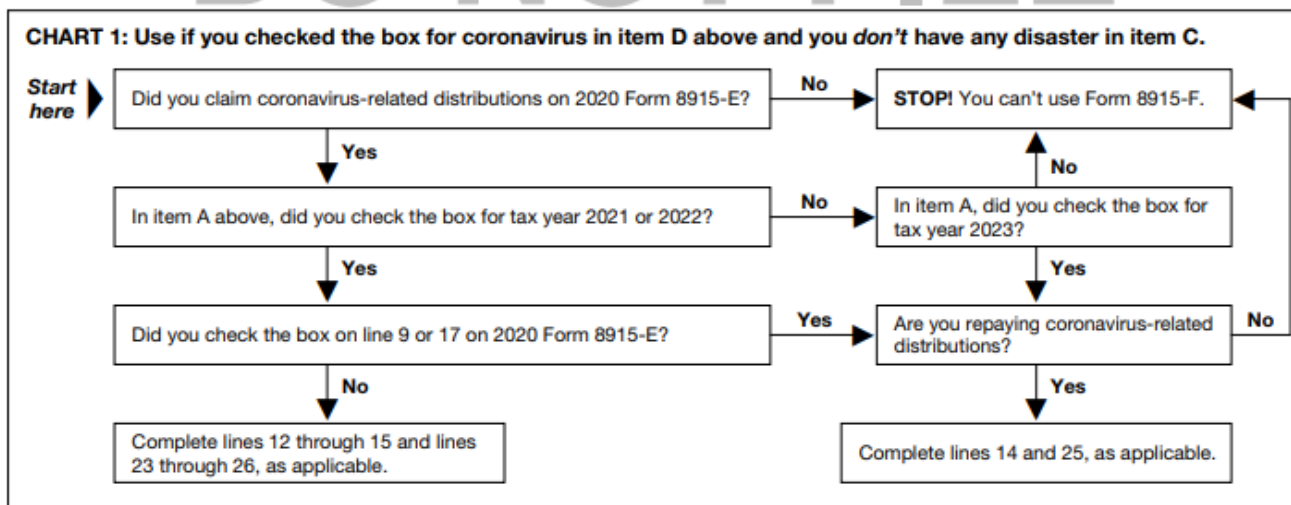 DO NOT FILE
CHART 1: Use if you checked the box for coronavirus in item D above and you don't have any disaster in item C.
Start
here
Did you claim coronavirus-related distributions on 2020 Form 8915-E?
No
STOP! You can't use Form 8915-F.
Yes
No
In item A above, did you check the box for tax year 2021 or 2022?
No
In item A, did you check the box for
tax year 2023?
Yes
Yes
Did you check the box on line 9 or 17 on 2020 Form 8915-E?
Yes
Are you repaying coronavirus-related
distributions?
No
No
Yes
Complete lines 12 through 15 and lines
23 through 26, as applicable.
Complete lines 14 and 25, as applicable.